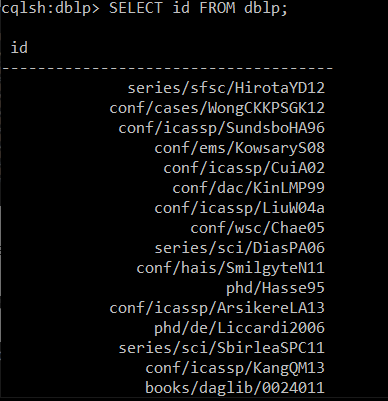 cqlsh:dblp> SELECT id FROM dblp;
id
------------------------------------
series/sfsc/HirotaYD12
conf/cases/WongCKKPSGK12
conf/icassp/SundsboHA96
conf/ems/KowsaryS08
conf/icassp/CuiA02
conf/dac/KinLMP99
conf/icassp/LiuW04a
conf/wsc/Chae05
series/sci/DiasPA06
conf/hais/SmilgyteN11
phd/Hasse95
conf/icassp/ArsikereLA13
phd/de/Liccardi2006
series/sci/SbirleaSPC11
conf/icassp/KangQM13
books/daglib/0024011